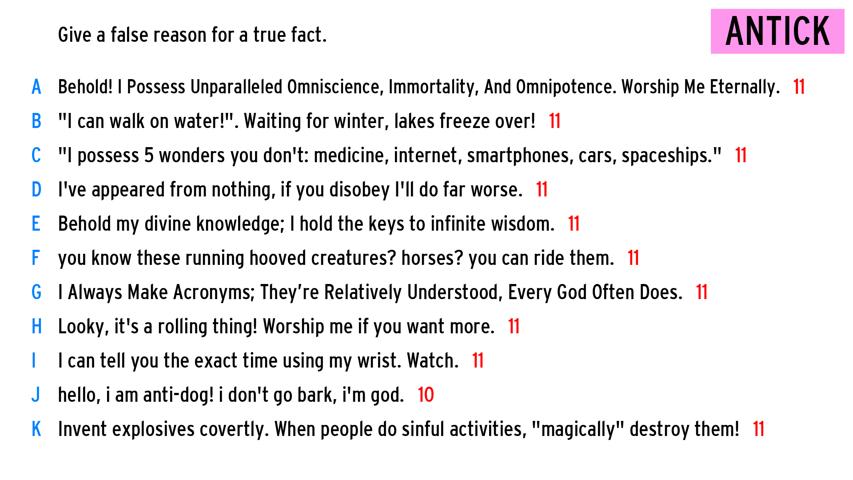 Give a false reason for a true fact.
ANTICK
A Behold! I Possess Unparalleled Omniscience, Immortality, And Omnipotence. Worship Me Eternally. 11
B "I can walk on water!". Waiting for winter, lakes freeze over! 11
C "I possess 5 wonders you don't: medicine, internet, smartphones, cars, spaceships." 11
D I've appeared from nothing, if you disobey I'll do far worse. 11
E Behold my divine knowledge; I hold the keys to infinite wisdom. 11
F you know these running hooved creatures? horses? you can ride them. 11
G I Always Make Acronyms; They’re Relatively Understood, Every God Often Does. 11
H Looky, it's a rolling thing! Worship me if you want more. 11
I I can tell you the exact time using my wrist. Watch. 11
J hello, i am anti-dog! i don't go bark, i'm god. 10
K Invent explosives covertly. When people do sinful activities, "magically" destroy them! 11